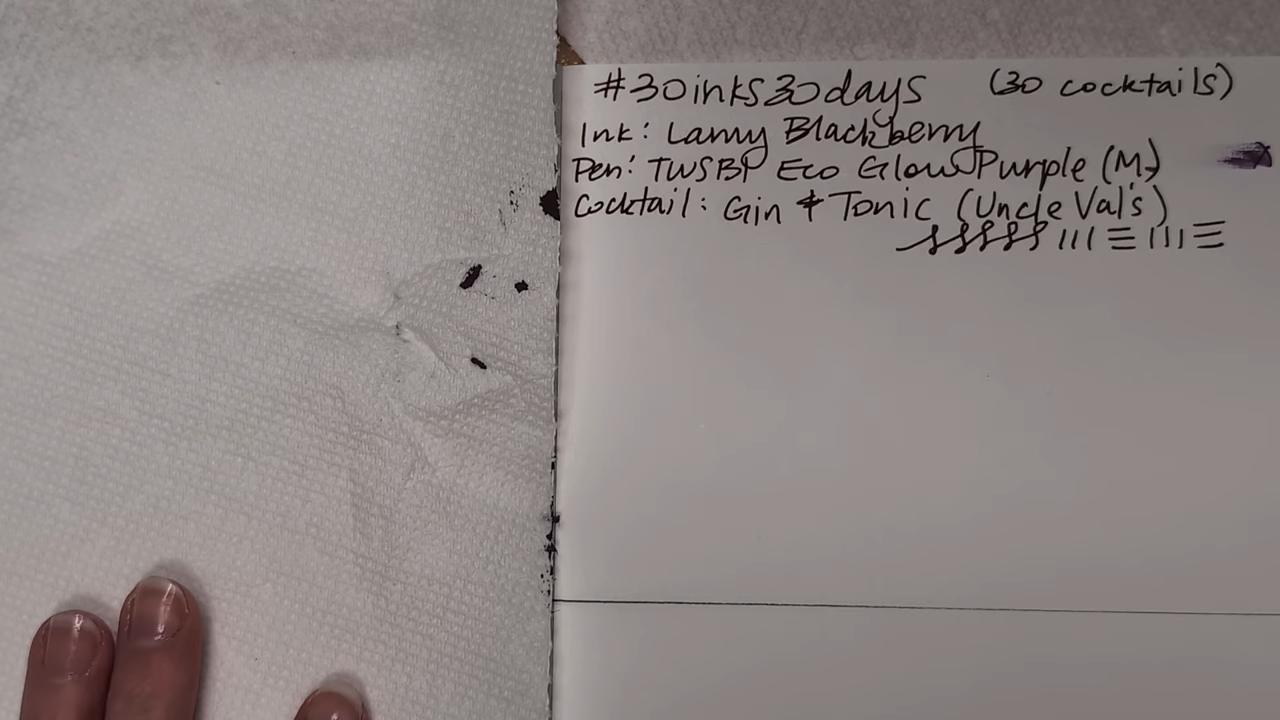 #30inks30days (30 cocktails)
Ink: Lamy Blackberry
Pen: TWSBI Eco Glow Purple (M)
Cocktail: Gin & Tonic (Uncle Val's)